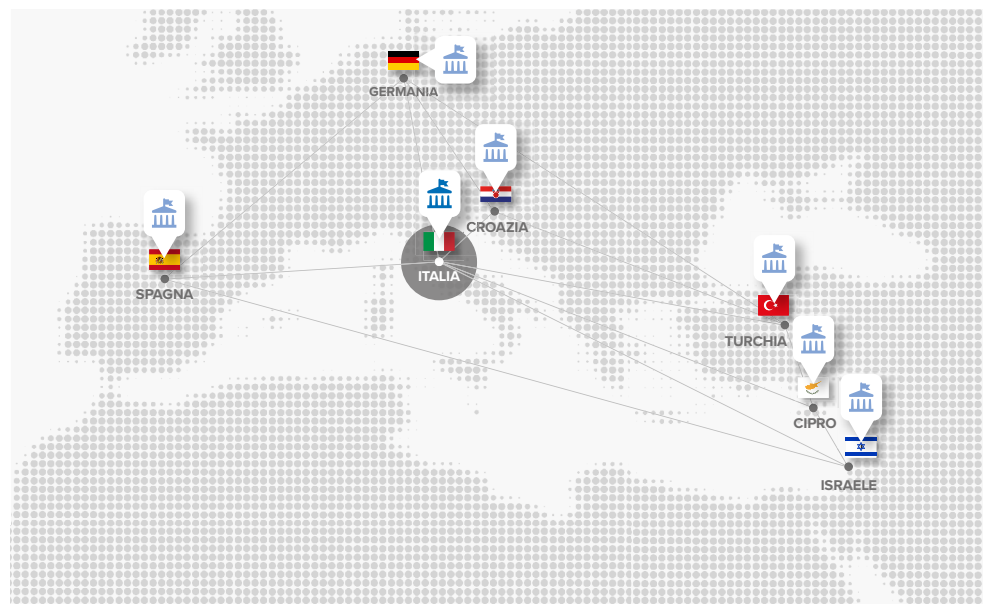 GERMANIA
CROAZIA
ITALIA
SPAGNA
TURCHIA
CIPRO
ISRAELE